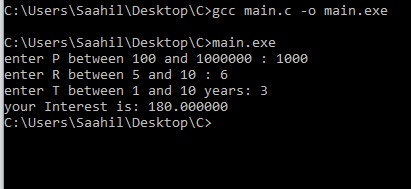 C:\Users\Saahil\Desktop\C>gcc main.c -o main.exe
C:\Users\Saahil\Desktop\C>main.exe
enter P between 100 and 1000000 : 1000
enter R between 5 and 10 : 6
enter T between 1 and 10 years: 3
your Interest is: 180.000000
C:\Users\Saahil\Desktop\C>